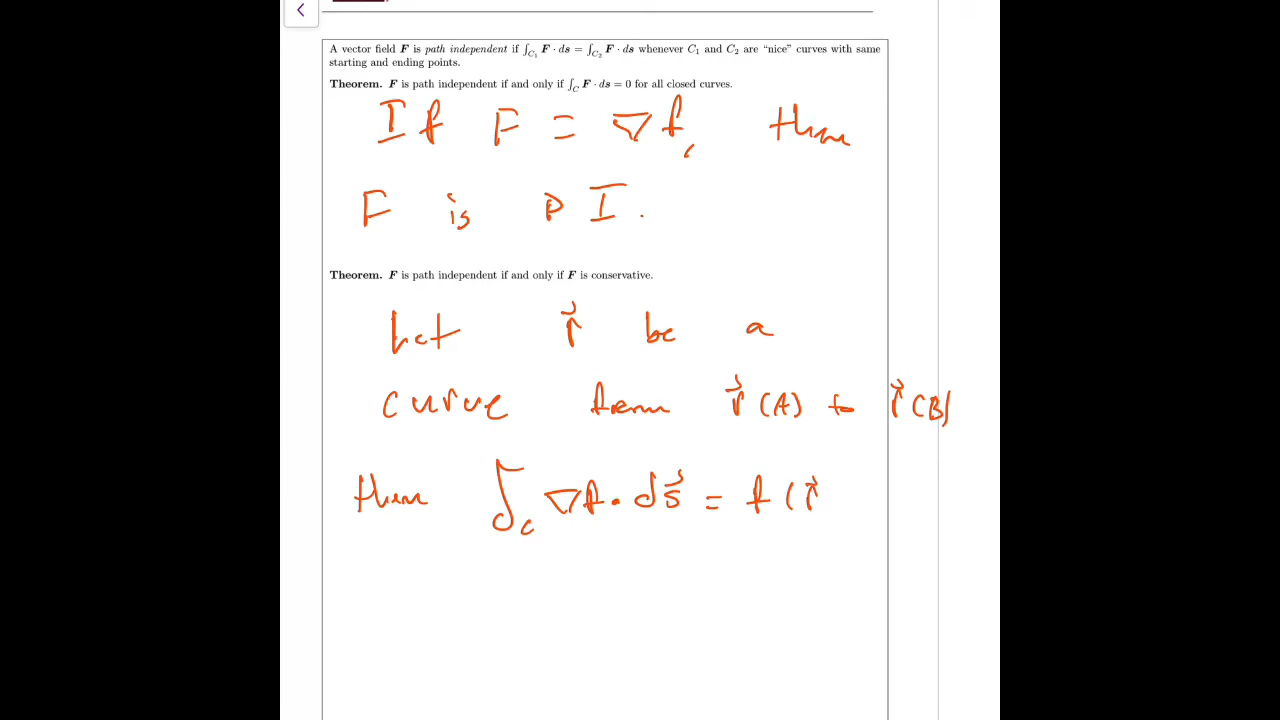 A vector field F is path independent if ∫_{C₁} F · ds = ∫_{C₂} F · ds whenever C₁ and C₂ are “nice” curves with same
starting and ending points.
Theorem. F is path independent if and only if ∫_C F · ds = 0 for all closed curves.
If F = ∇f, then
F is P I.
Theorem. F is path independent if and only if F is conservative.
Let r⃗ be a
curve from r⃗(A) to r⃗(B)
then ∫_C ∇f · ds⃗ = f(r⃗